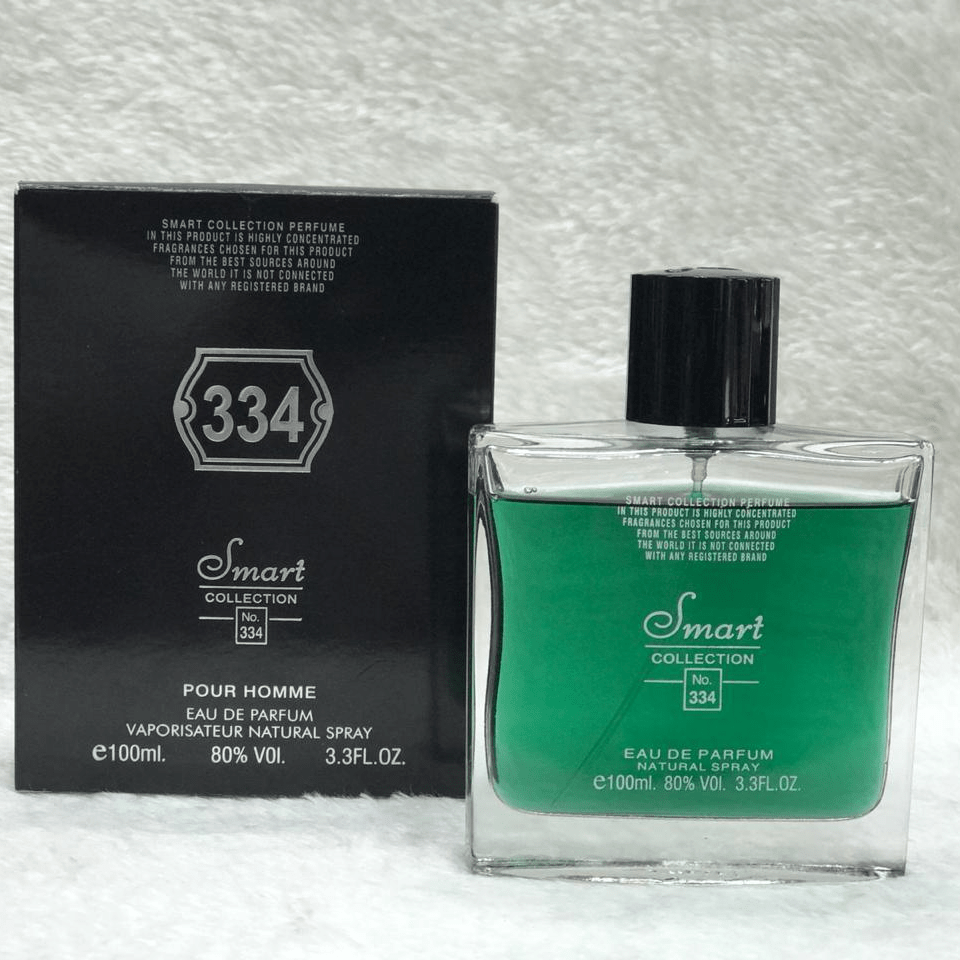 SMART COLLECTION PERFUME
IN THIS PRODUCT IS HIGHLY CONCENTRATED
FRAGRANCES CHOSEN FOR THIS PRODUCT
FROM THE BEST SOURCES AROUND
THE WORLD IT IS NOT CONNECTED
WITH ANY REGISTERED BRAND
334
Smart
COLLECTION
No.
334
POUR HOMME
EAU DE PARFUM
VAPORISATEUR NATURAL SPRAY
e100ml. 80% VOl. 3.3FL.OZ.
SMART COLLECTION PERFUME
IN THIS PRODUCT IS HIGHLY CONCENTRATED
FRAGRANCES CHOSEN FOR THIS PRODUCT
FROM THE BEST SOURCES AROUND
THE WORLD IT IS NOT CONNECTED
WITH ANY REGISTERED BRAND
Smart
COLLECTION
No.
334
EAU DE PARFUM
NATURAL SPRAY
e100ml. 80% VOl. 3.3FL.OZ.